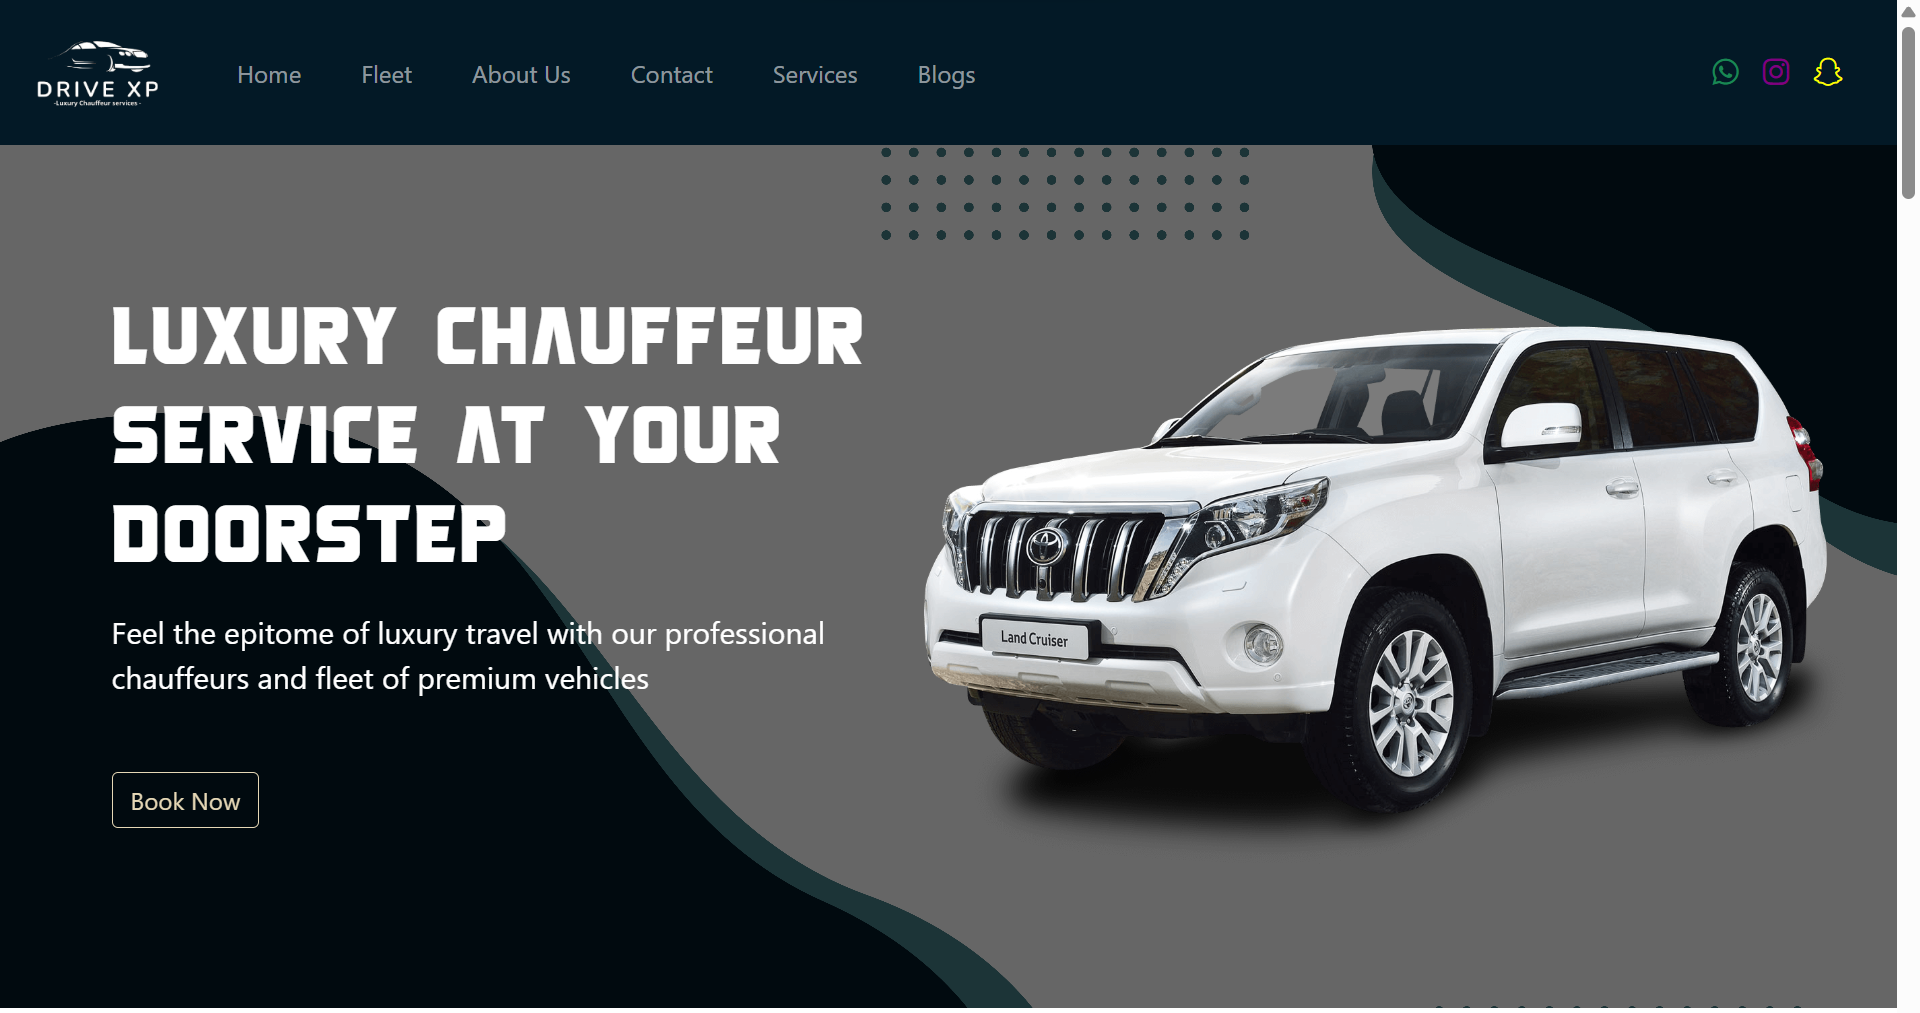 DRIVE XP
-Luxury Chauffeur services-
Home
Fleet
About Us
Contact
Services
Blogs
LUXURY CHAUFFEUR
SERVICE AT YOUR
DOORSTEP
Feel the epitome of luxury travel with our professional
chauffeurs and fleet of premium vehicles
Book Now
Land Cruiser